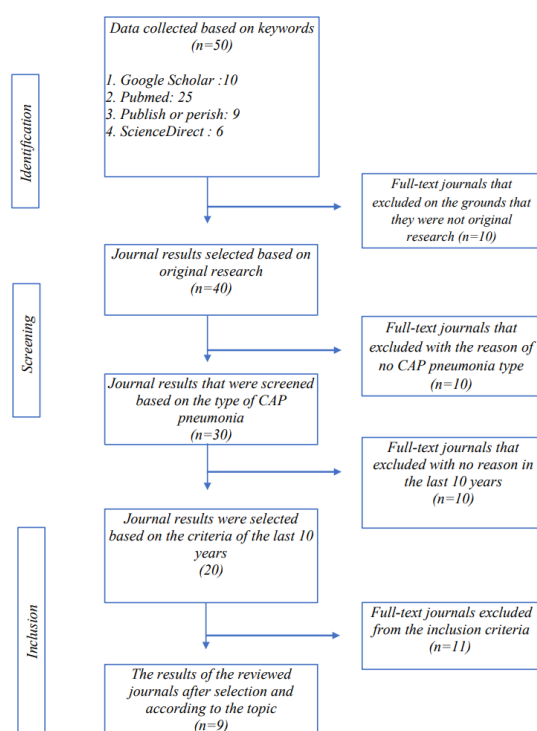 Data collected based on keywords
(n=50)
1. Google Scholar :10
2. Pubmed: 25
3. Publish or perish: 9
4. ScienceDirect : 6
Identification
Full-text journals that
excluded on the grounds that
they were not original
research (n=10)
Journal results selected based on
original research
(n=40)
Screening
Full-text journals that
excluded with the reason of
no CAP pneumonia type
(n=10)
Journal results that were screened
based on the type of CAP
pneumonia
(n=30)
Full-text journals that
excluded with no reason in
the last 10 years
(n=10)
Journal results were selected
based on the criteria of the last 10
years
(20)
Inclusion
Full-text journals excluded
from the inclusion criteria
(n=11)
The results of the reviewed
journals after selection and
according to the topic
(n=9)